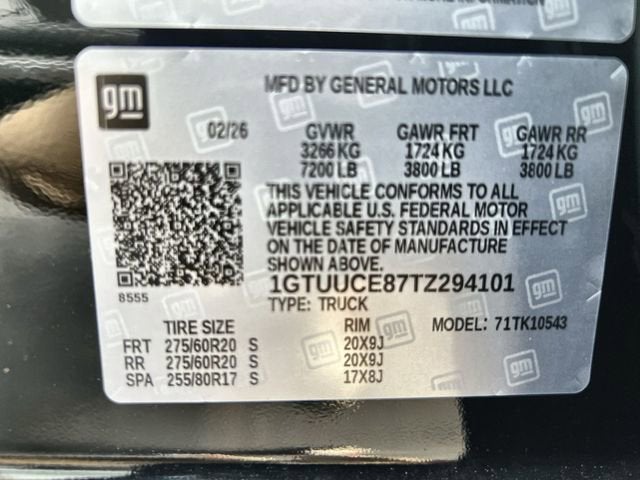 gm
MFD BY GENERAL MOTORS LLC
02/26 GVWR GAWR FRT GAWR RR
3266 KG 1724 KG 1724 KG
7200 LB 3800 LB 3800 LB
THIS VEHICLE CONFORMS TO ALL
APPLICABLE U.S. FEDERAL MOTOR
VEHICLE SAFETY STANDARDS IN EFFECT
ON THE DATE OF MANUFACTURE
SHOWN ABOVE.
8555
1GTUUCE87TZ294101
TYPE: TRUCK
TIRE SIZE RIM MODEL: 71TK10543
FRT 275/60R20 S 20X9J
RR 275/60R20 S 20X9J
SPA 255/80R17 S 17X8J